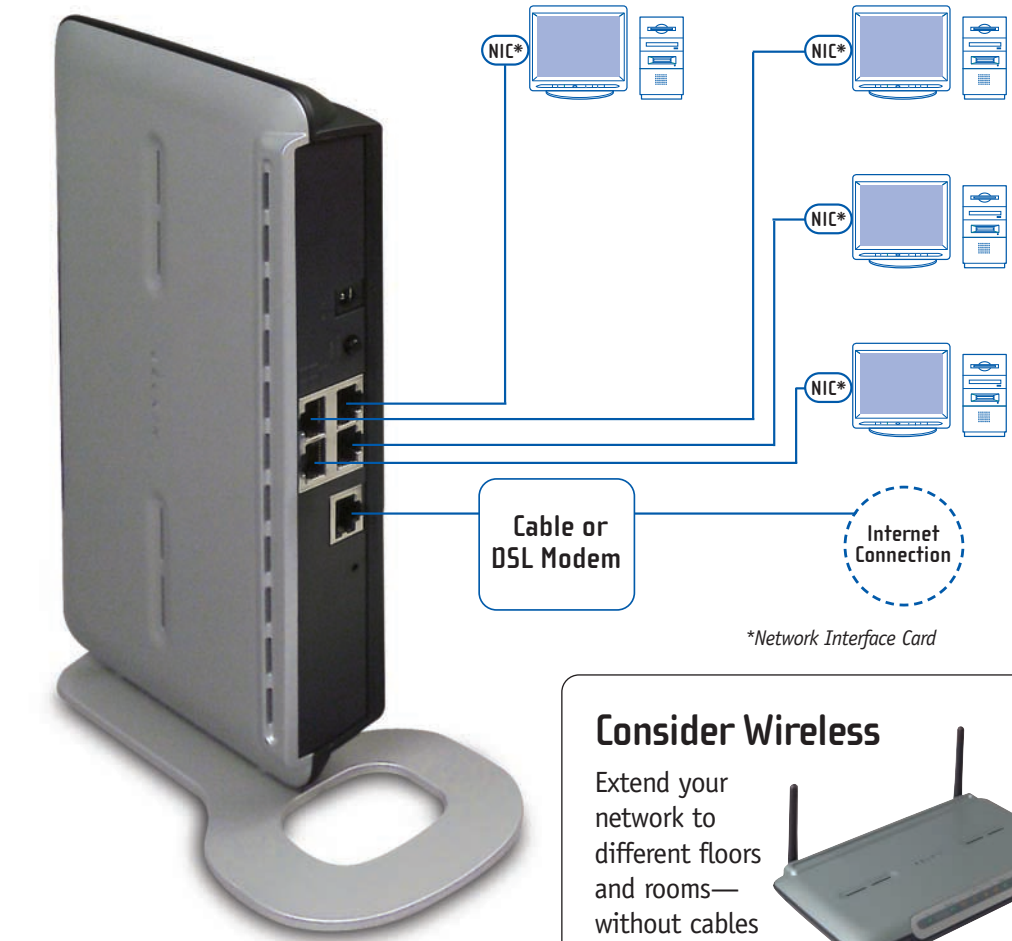 NIC*
NIC*
NIC*
NIC*
Cable or
DSL Modem
Internet
Connection
*Network Interface Card
Consider Wireless
Extend your
network to
different floors
and rooms—
without cables